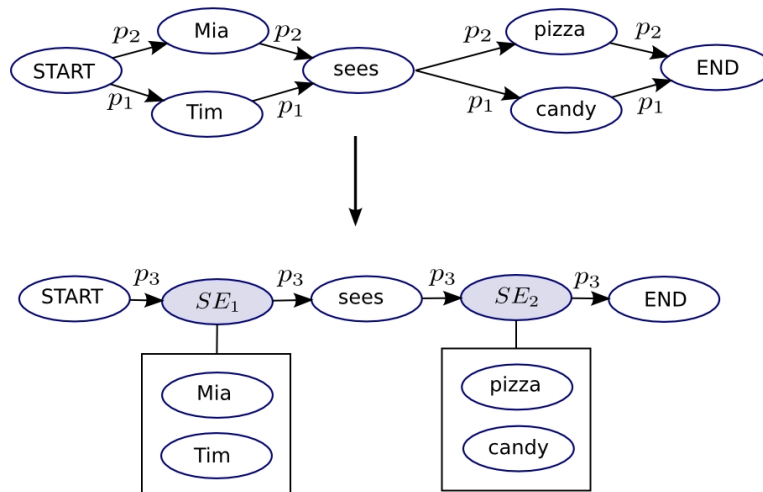 p₂ Mia p₂ p₂ pizza p₂
START sees END
p₁ Tim p₁ p₁ candy p₁
p₃ p₃ p₃ p₃
START SE₁ sees SE₂ END
Mia pizza
Tim candy